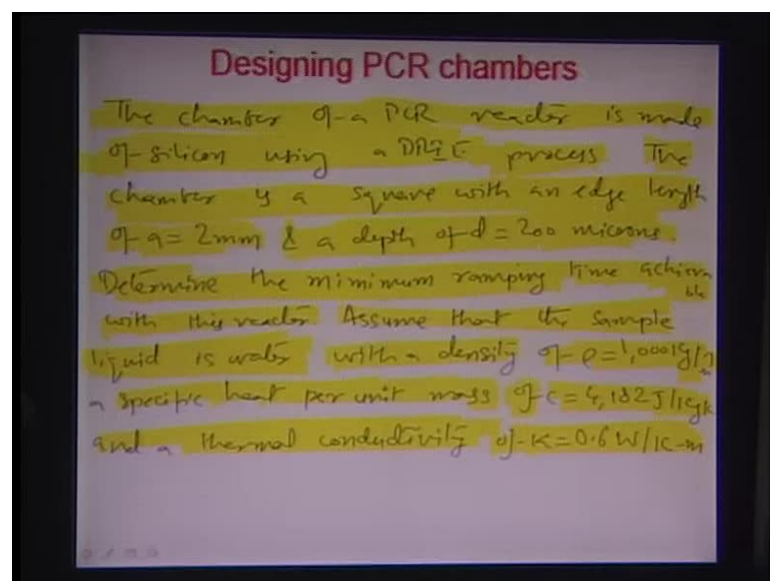 Designing PCR chambers
The chamber of a PCR reactor is made
of silicon using a DRIE process The
chamber is a square with an edge length
of a = 2mm & a depth of d = 200 microns.
Determine the mimimum ramping time achievable
with this reactor Assume that the sample
liquid is water with a density of ρ = 1,000
a specific heat per unit mass of c = 4,182 J/kgK
and a thermal conductivity of K = 0.6 W/K-m